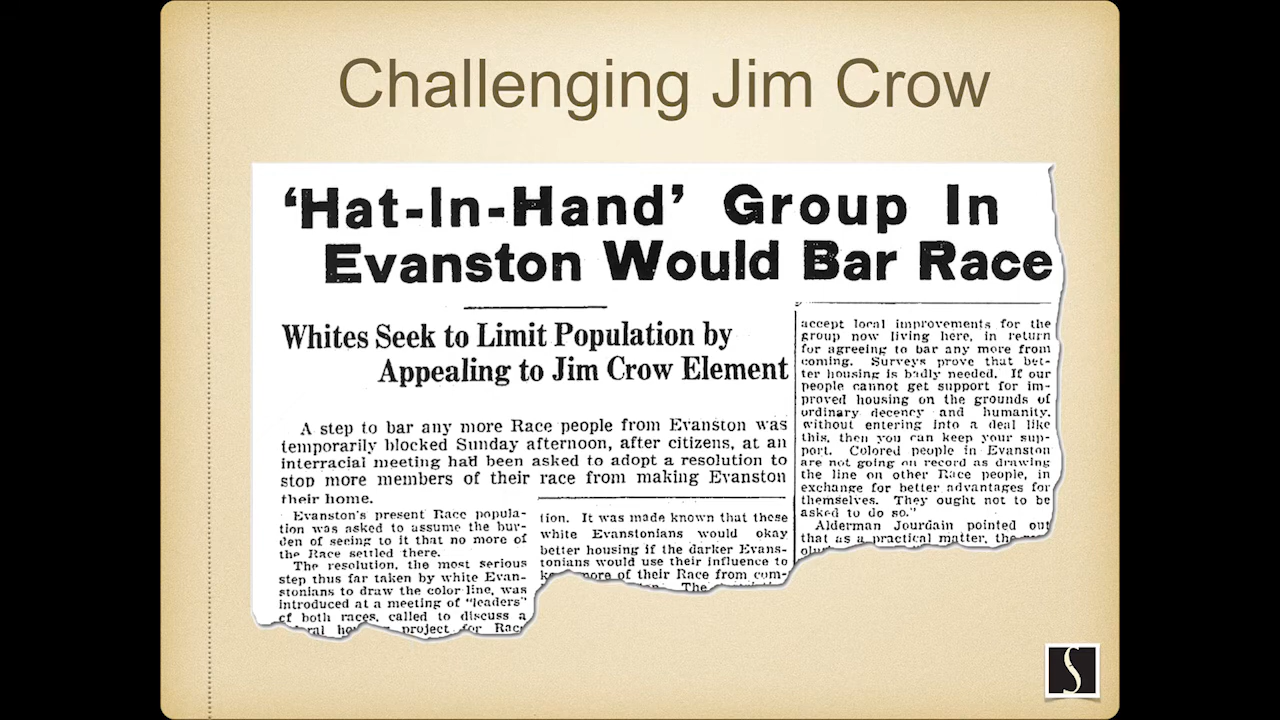 Challenging Jim Crow
‘Hat-In-Hand’ Group In
Evanston Would Bar Race
Whites Seek to Limit Population by
Appealing to Jim Crow Element
A step to bar any more Race people from Evanston was
temporarily blocked Sunday afternoon, after citizens, at an
interracial meeting had been asked to adopt a resolution to
stop more members of their race from making Evanston
their home.
Evanston's present Race popula-
tion was asked to assume the bur-
den of seeing to it that no more of
the Race settled there.
The resolution, the most serious
step thus far taken by white Evan-
stonians to draw the color line, was
introduced at a meeting of "leaders"
of both races, called to discuss a
project for Race
tion. It was made known that these
white Evanstonians would okay
better housing if the darker Evans-
tonians would use their influence to
more of their Race from com-
The
accept local improvements for the
group now living here, in return
for agreeing to bar any more from
coming. Surveys prove that bet-
ter housing is badly needed. If our
people cannot get support for im-
proved housing on the grounds of
ordinary decency and humanity,
without entering into a deal like
this, then you can keep your sup-
port. Colored people in Evanston
are not going on record as drawing
the line on other Race people, in
exchange for better advantages for
themselves. They ought not to be
asked to do so."
Alderman Jourdain pointed out
that as a practical matter, the
S